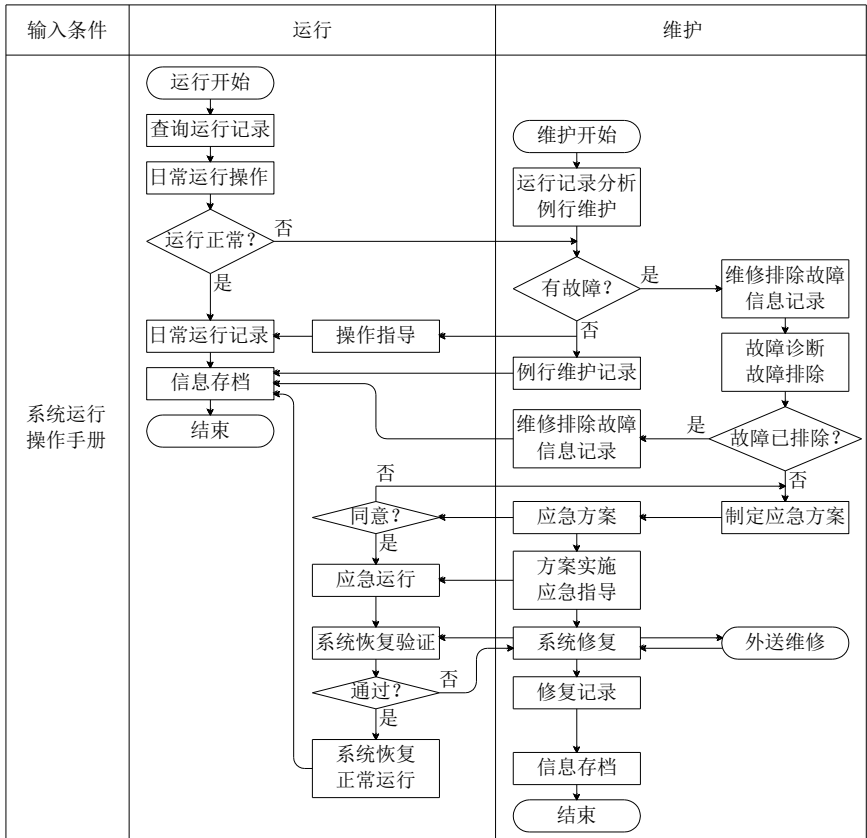 输入条件
运行
维护
运行开始
查询运行记录
日常运行操作
运行正常?
否
是
日常运行记录
信息存档
结束
操作指导
维护开始
运行记录分析
例行维护
有故障?
是
否
例行维护记录
维修排除故障
信息记录
故障诊断
故障排除
故障已排除?
是
否
维修排除故障
信息记录
系统运行
操作手册
否
同意?
是
应急方案
制定应急方案
应急运行
方案实施
应急指导
系统恢复验证
系统修复
外送维修
通过?
否
是
修复记录
系统恢复
正常运行
信息存档
结束